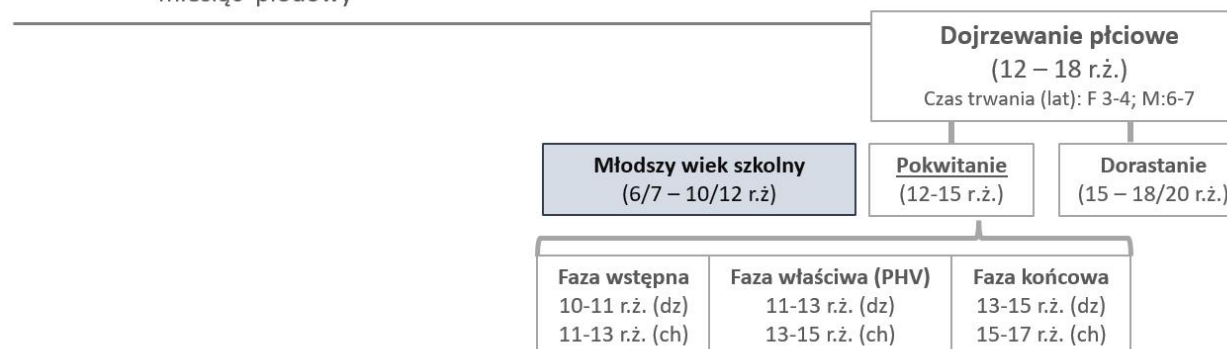 miesiąc płodowy
Dojrzewanie płciowe
(12 – 18 r.ż.)
Czas trwania (lat): F 3-4; M:6-7
Młodszy wiek szkolny
(6/7 – 10/12 r.ż)
Pokwitanie
(12-15 r.ż.)
Dorastanie
(15 – 18/20 r.ż.)
Faza wstępna
10-11 r.ż. (dz)
11-13 r.ż. (ch)
Faza właściwa (PHV)
11-13 r.ż. (dz)
13-15 r.ż. (ch)
Faza końcowa
13-15 r.ż. (dz)
15-17 r.ż. (ch)